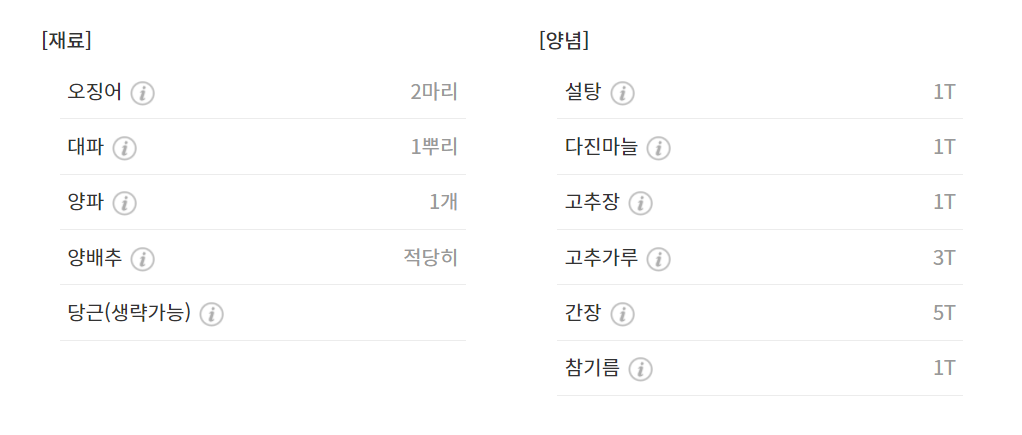 [재료]
오징어 2마리
대파 1뿌리
양파 1개
양배추 적당히
당근(생략가능)
[양념]
설탕 1T
다진마늘 1T
고추장 1T
고추가루 3T
간장 5T
참기름 1T